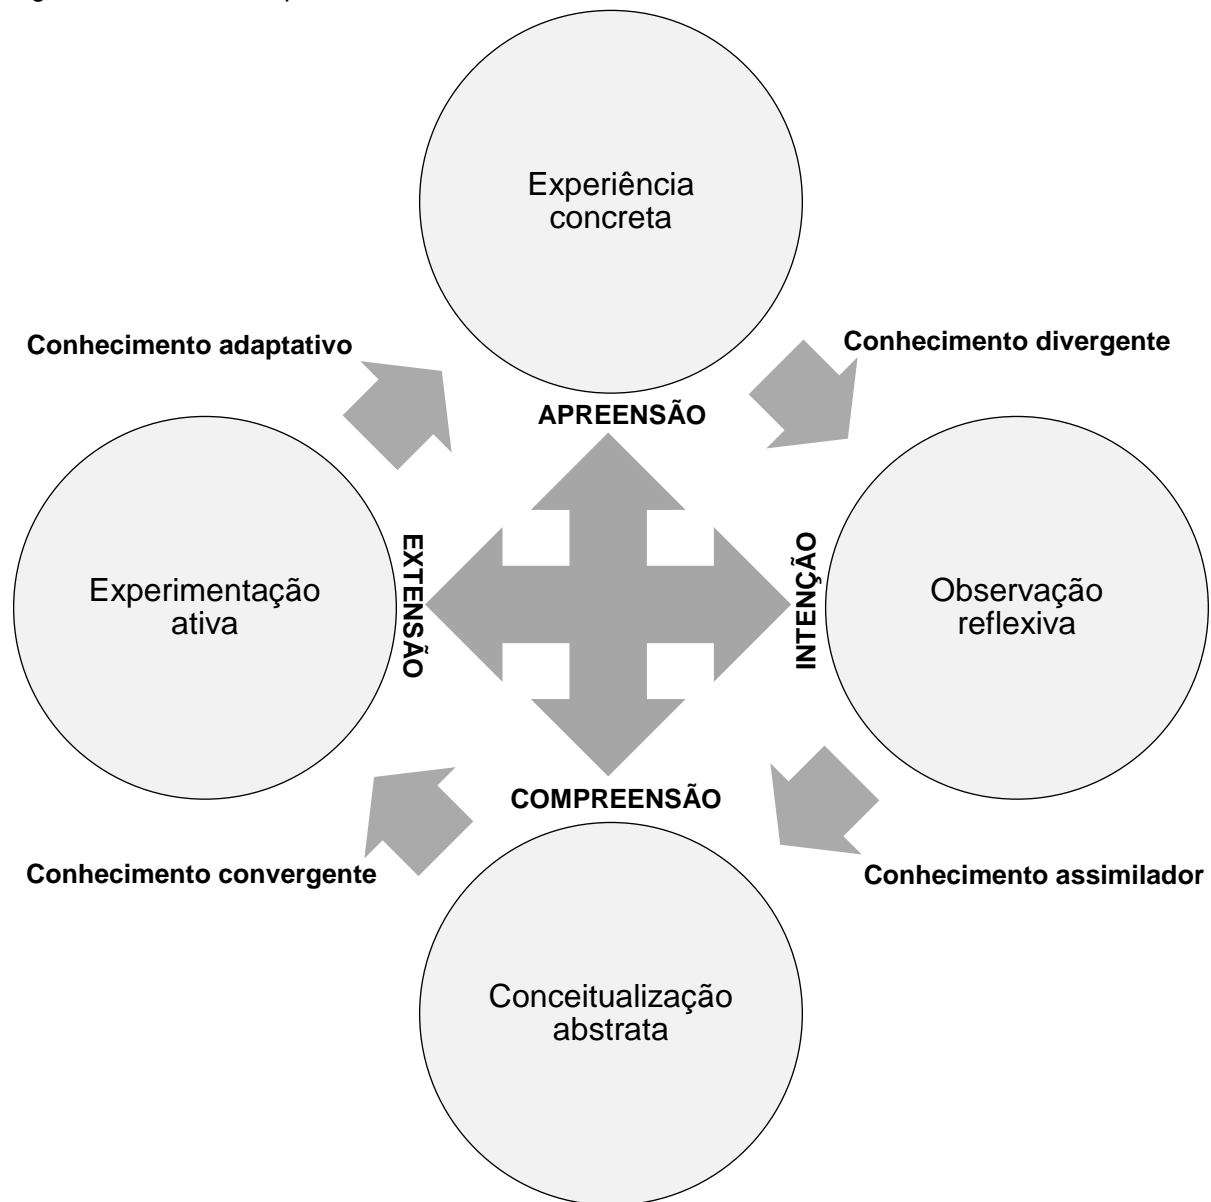 Experiência
concreta
Conhecimento adaptativo
Conhecimento divergente
APREENSÃO
EXTENSÃO
INTENÇÃO
Experimentação
ativa
Observação
reflexiva
COMPREENSÃO
Conhecimento convergente
Conhecimento assimilador
Conceitualização
abstrata